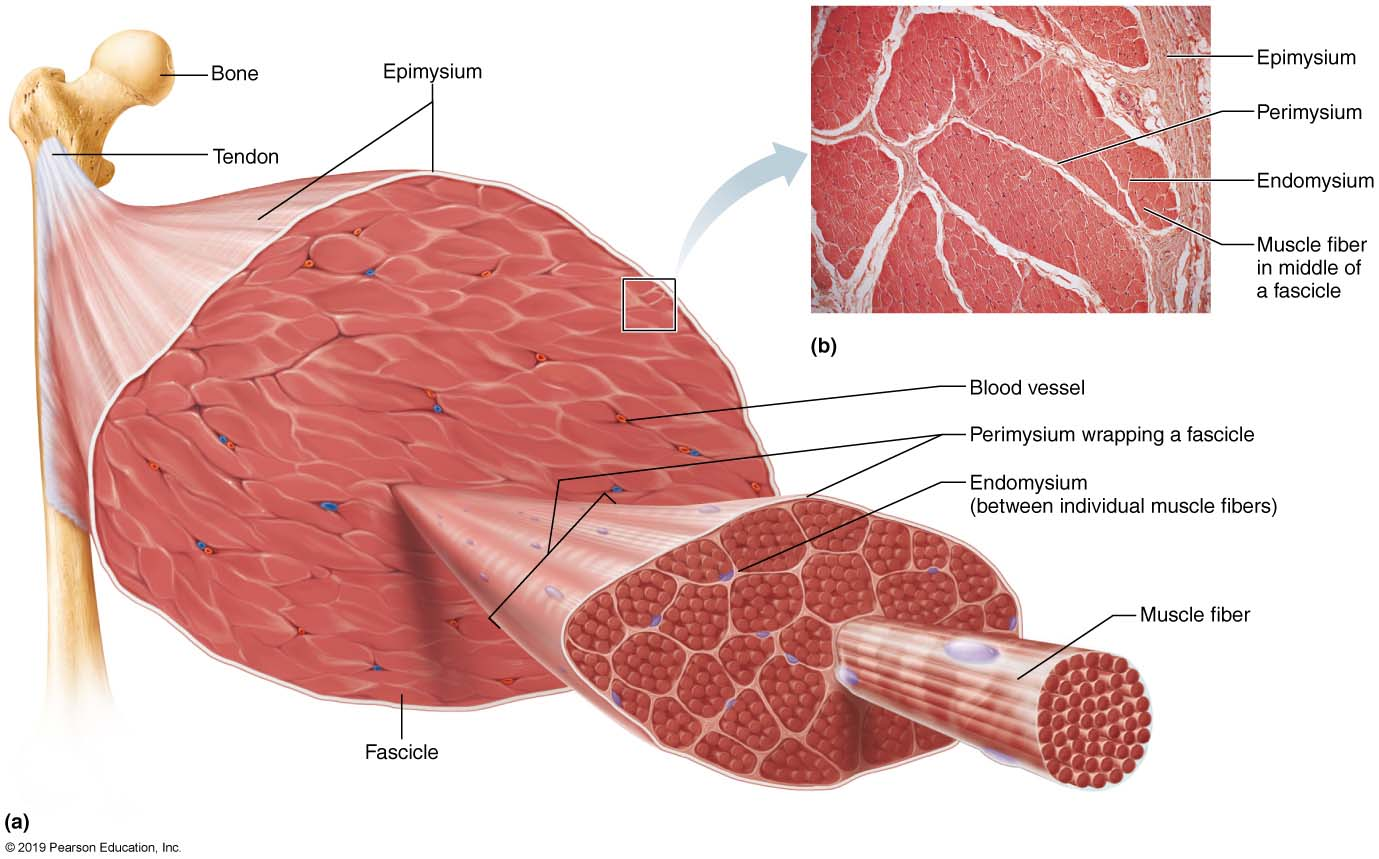 Bone
Epimysium
Tendon
Epimysium
Perimysium
Endomysium
Muscle fiber
in middle of
a fascicle
(b)
Blood vessel
Perimysium wrapping a fascicle
Endomysium
(between individual muscle fibers)
Muscle fiber
Fascicle
(a)
© 2019 Pearson Education, Inc.